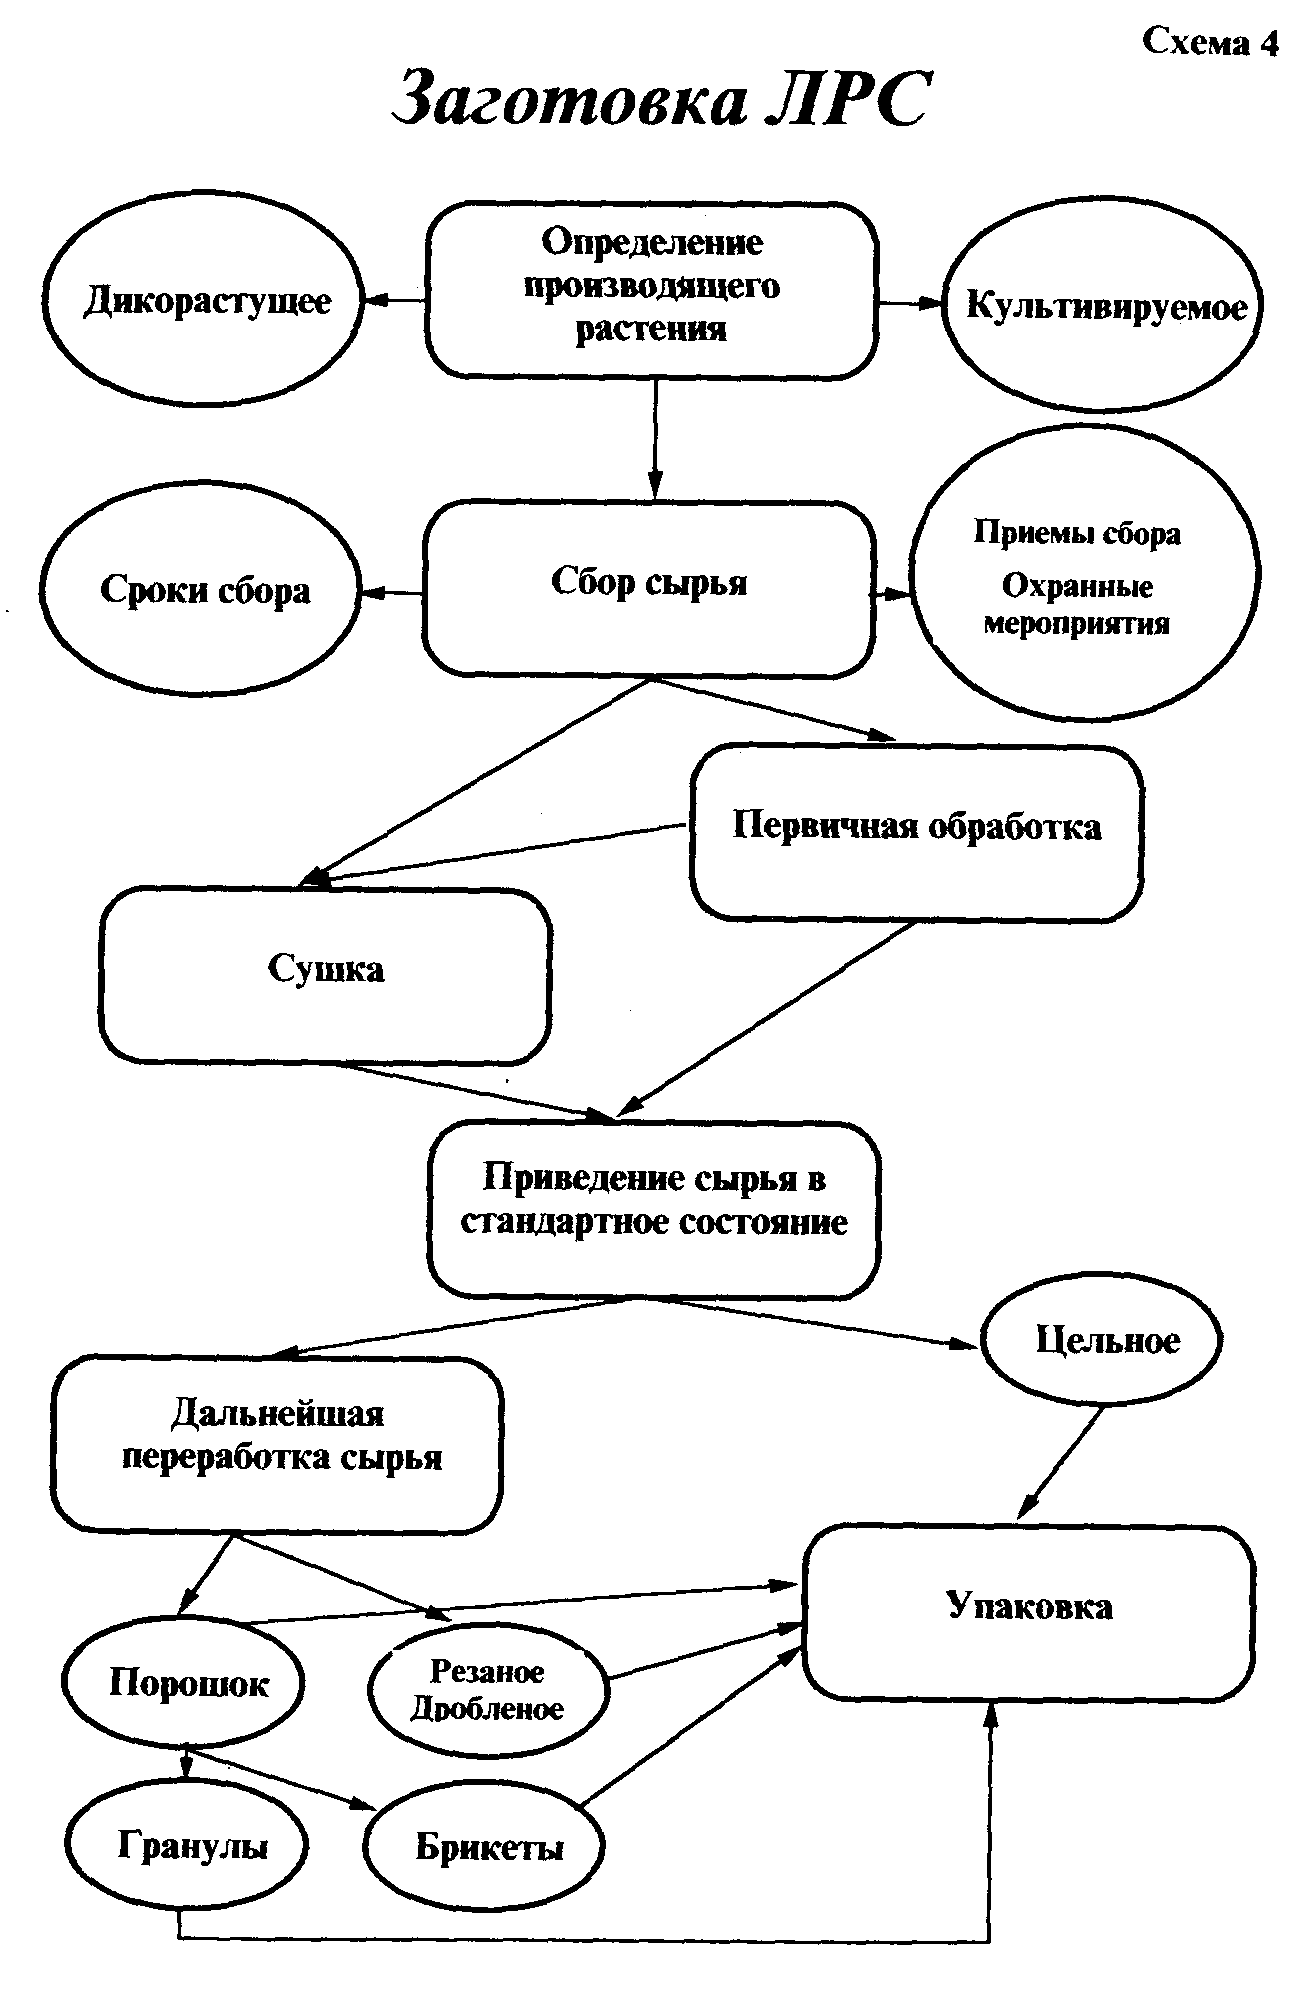 Схема 4
Заготовка ЛРС
Определение
производящего
растения
Дикорастущее
Культивируемое
Сбор сырья
Сроки сбора
Приемы сбора
Охранные
мероприятия
Первичная обработка
Сушка
Приведение сырья в
стандартное состояние
Цельное
Дальнейшая
переработка сырья
Упаковка
Порошок
Резаное
Дробленое
Гранулы
Брикеты